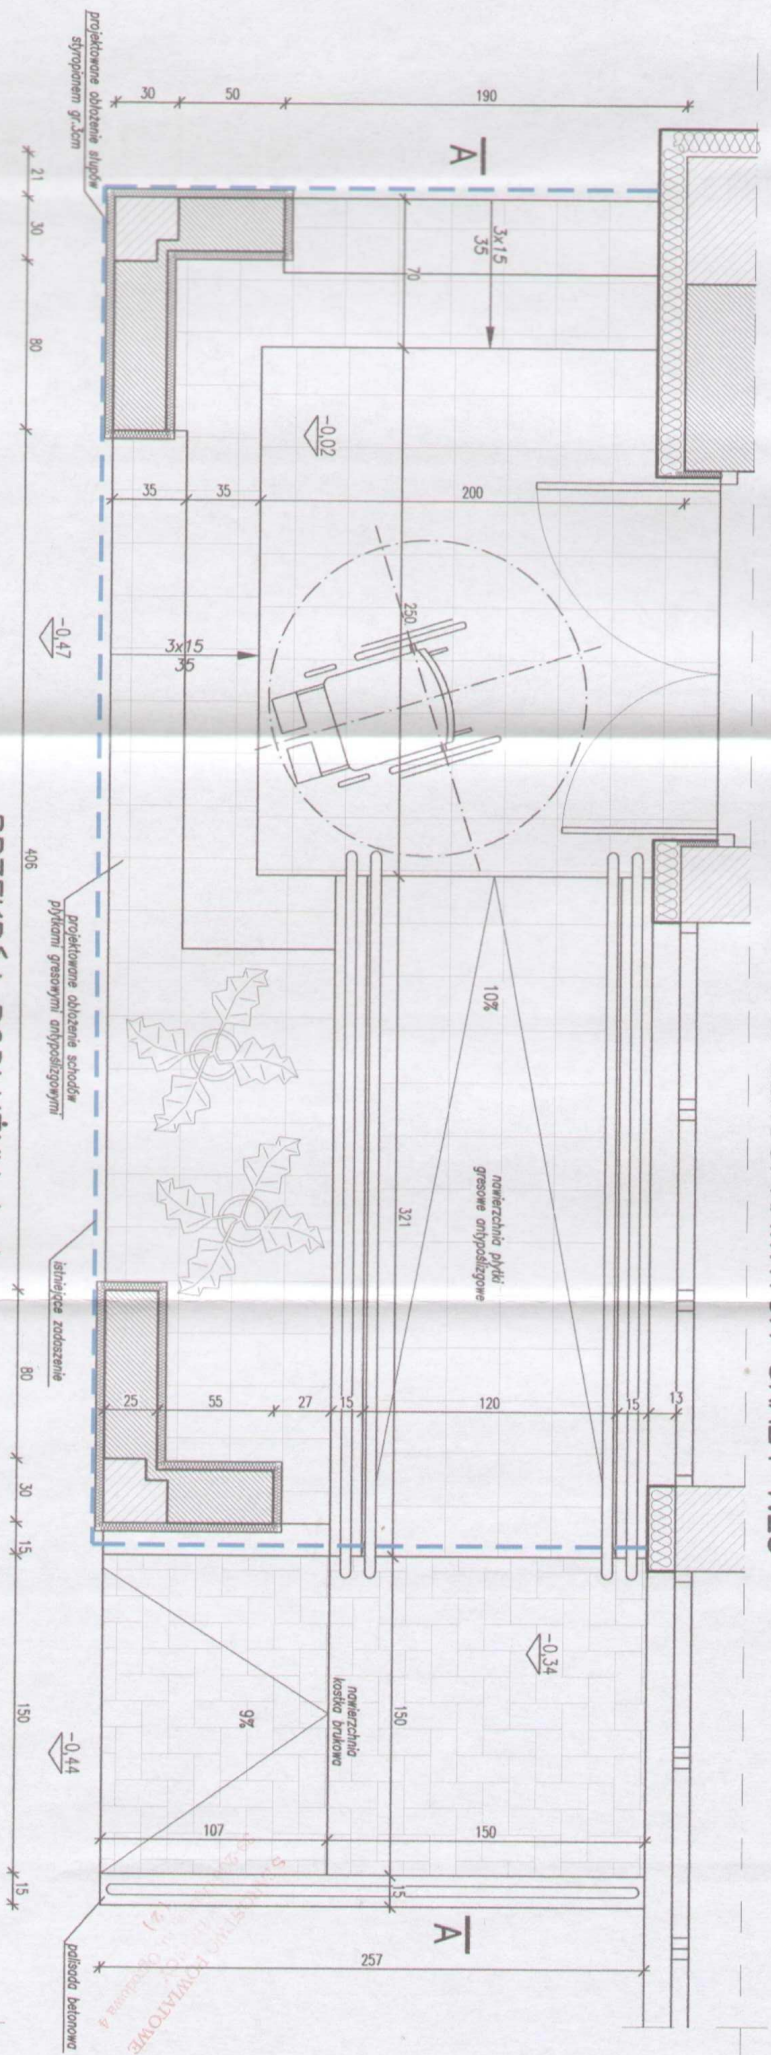 projektowane obłożenie słupów
styropianem gr.3cm
30
50
190
A
21
30
80
406
80
30
15
150
15
3x15
35
70
-0,02
35
35
200
250
3x15
35
-0,47
projektowane obłożenie schodów
płytkami gresowymi antypoślizgowymi
istniejące zadaszenie
10%
nawierzchnia płytki
gresowe antypoślizgowe
321
25
55
27
15
120
15
13
-0,34
nawierzchnia
kostka brukowa
150
9%
-0,44
107
150
15
A
257
palisada betonowa
STAROSTWO POWIATOWE